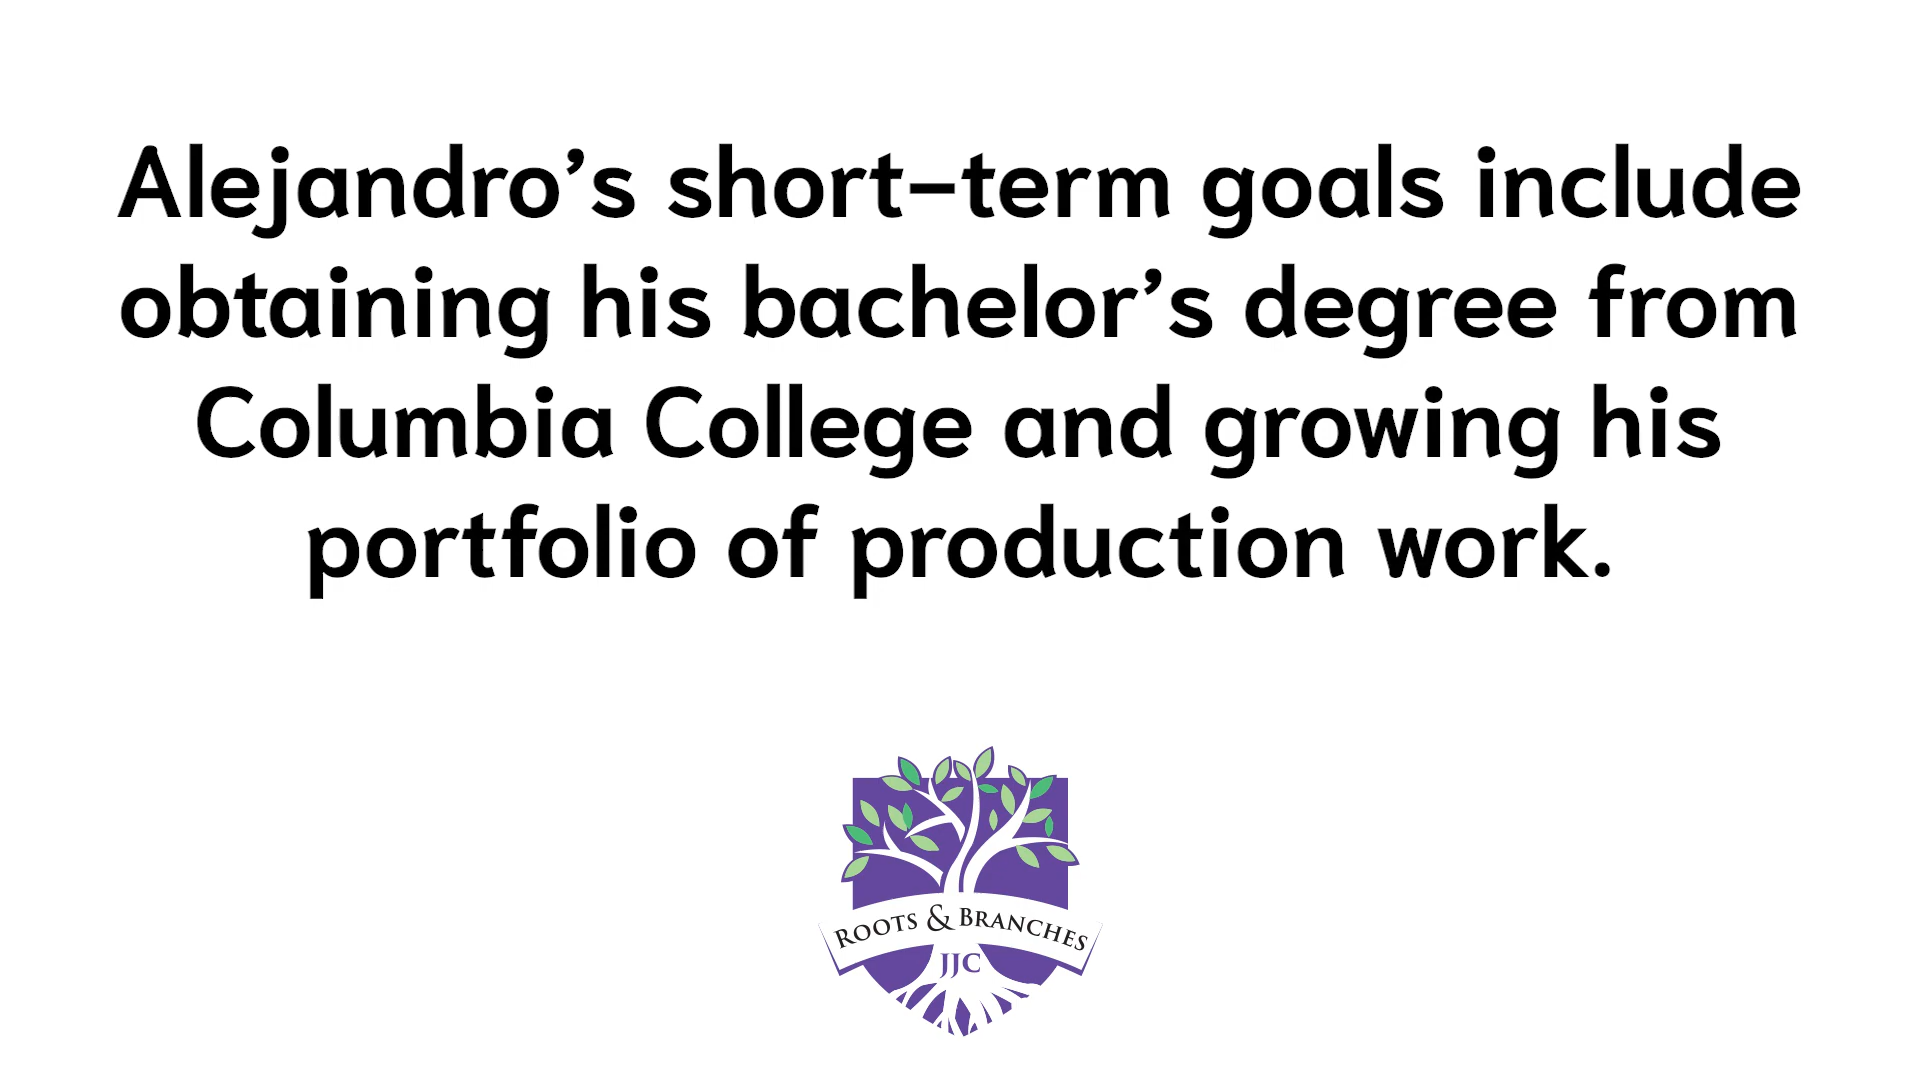 Alejandro’s short-term goals include
obtaining his bachelor’s degree from
Columbia College and growing his
portfolio of production work.
ROOTS & BRANCHES
JJC